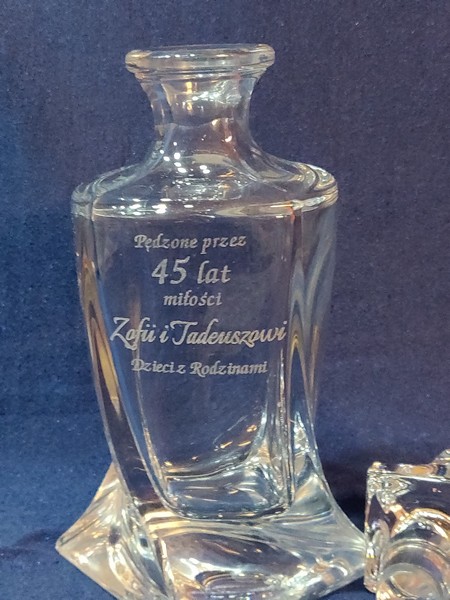 Pędzone przez
45 lat
miłości
Zofii i Tadeuszowi
Dzieci z Rodzinami